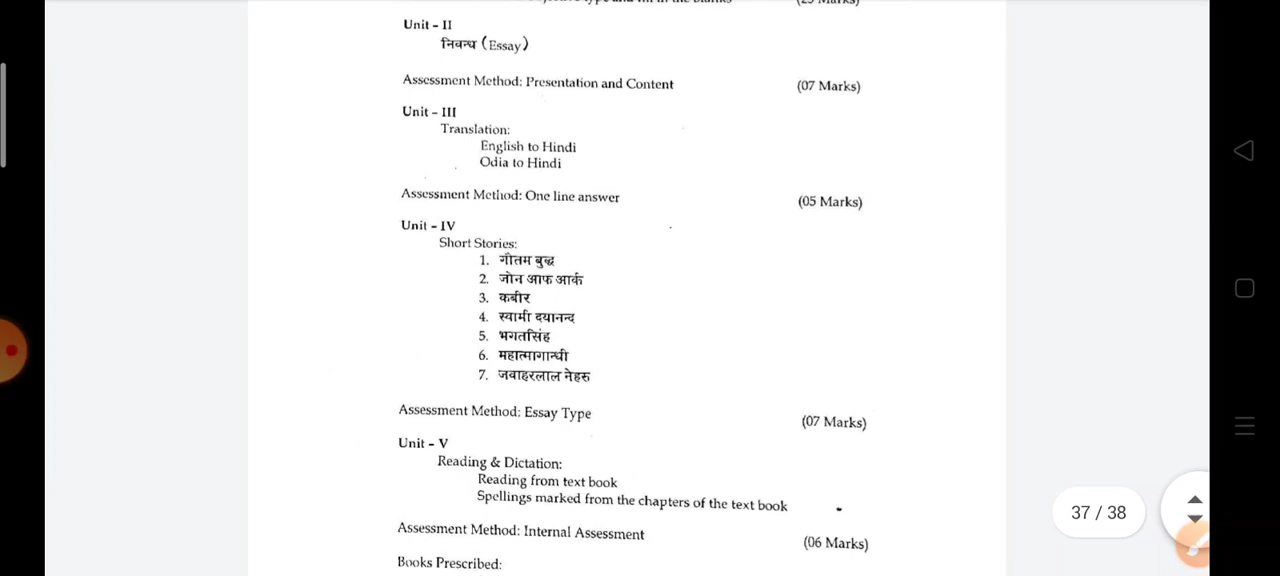 Unit - II
निवन्ध (Essay)
Assessment Method: Presentation and Content (07 Marks)
Unit - III
Translation:
English to Hindi
Odia to Hindi
Assessment Method: One line answer (05 Marks)
Unit - IV
Short Stories:
1. गौतम बुद्ध
2. जोन आफ आर्क
3. कबीर
4. स्वामी दयानन्द
5. भगतसिंह
6. महात्मागान्धी
7. जवाहरलाल नेहरु
Assessment Method: Essay Type (07 Marks)
Unit - V
Reading & Dictation:
Reading from text book
Spellings marked from the chapters of the text book
37 / 38
Assessment Method: Internal Assessment (06 Marks)
Books Prescribed: